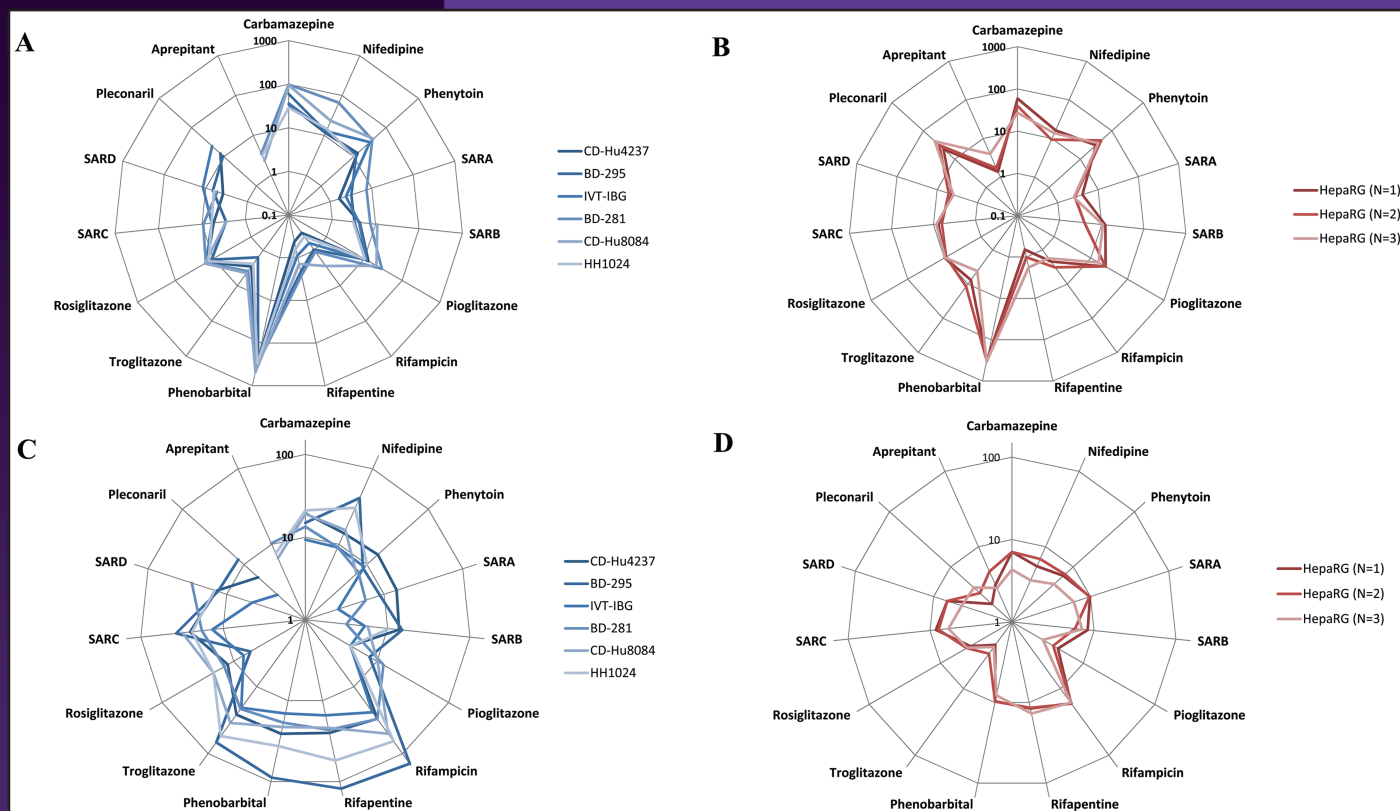 A
Carbamazepine
Nifedipine
Phenytoin
SARA
SARB
Pioglitazone
Rifampicin
Rifapentine
Phenobarbital
Troglitazone
Rosiglitazone
SARC
SARD
Pleconaril
Aprepitant
1000
100
10
1
0.1
CD-Hu4237
BD-295
IVT-IBG
BD-281
CD-Hu8084
HH1024
B
Carbamazepine
Nifedipine
Phenytoin
SARA
SARB
Pioglitazone
Rifampicin
Rifapentine
Phenobarbital
Troglitazone
Rosiglitazone
SARC
SARD
Pleconaril
Aprepitant
1000
100
10
1
0.1
HepaRG (N=1)
HepaRG (N=2)
HepaRG (N=3)
C
Carbamazepine
Nifedipine
Phenytoin
SARA
SARB
Pioglitazone
Rifampicin
Rifapentine
Phenobarbital
Troglitazone
Rosiglitazone
SARC
SARD
Pleconaril
Aprepitant
100
10
1
CD-Hu4237
BD-295
IVT-IBG
BD-281
CD-Hu8084
HH1024
D
Carbamazepine
Nifedipine
Phenytoin
SARA
SARB
Pioglitazone
Rifampicin
Rifapentine
Phenobarbital
Troglitazone
Rosiglitazone
SARC
SARD
Pleconaril
Aprepitant
100
10
1
HepaRG (N=1)
HepaRG (N=2)
HepaRG (N=3)